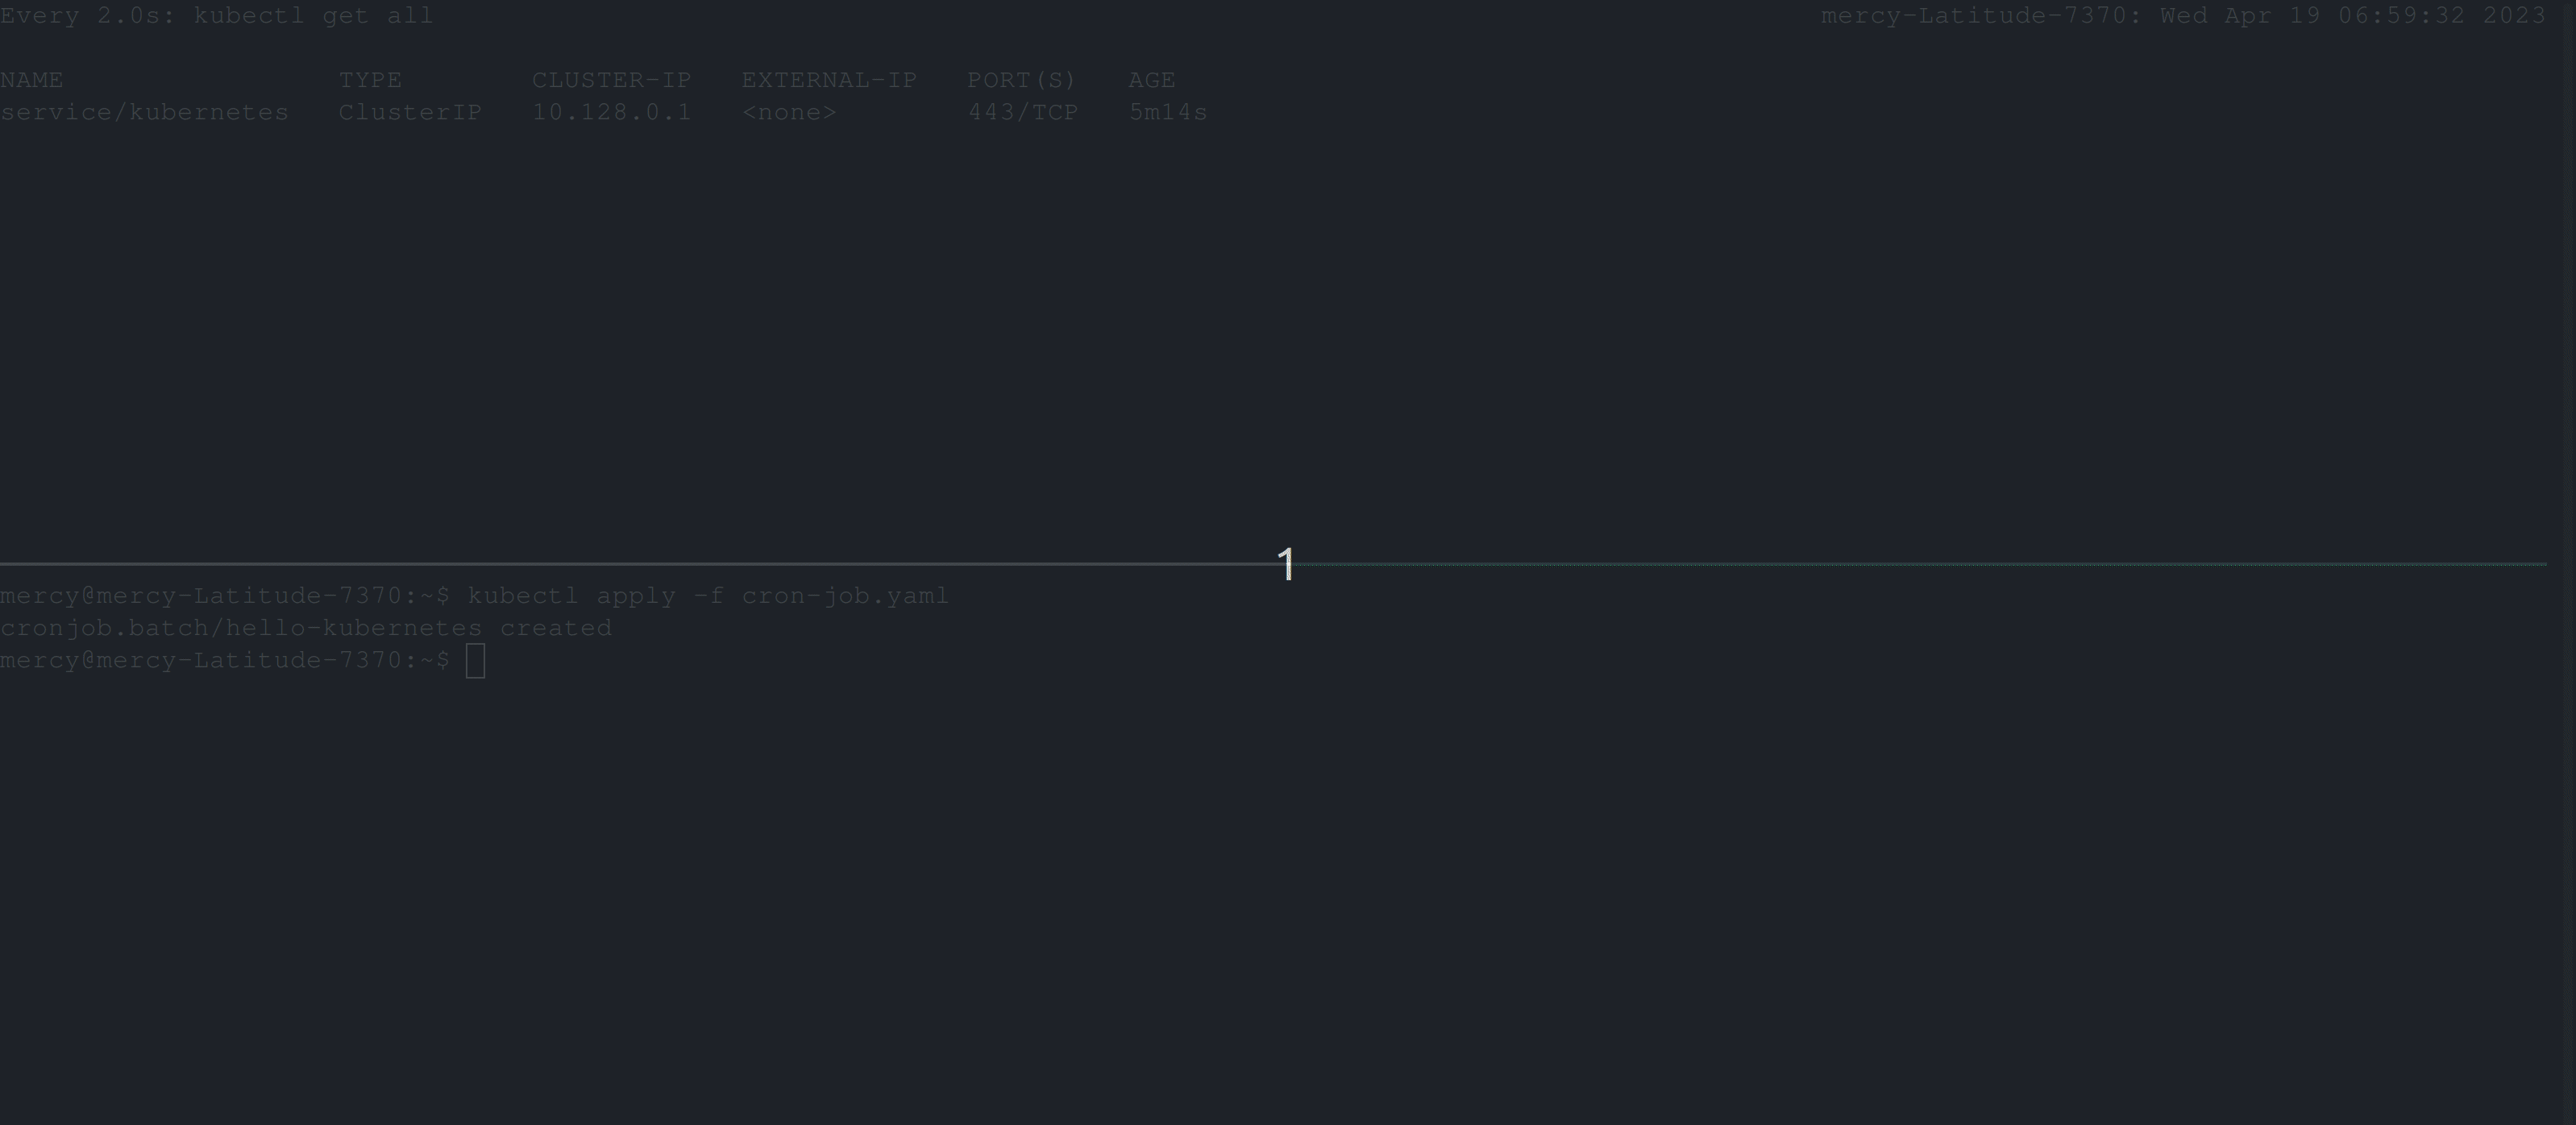 Every 2.0s: kubectl get all mercy-Latitude-7370: Wed Apr 19 06:59:32 2023
NAME TYPE CLUSTER-IP EXTERNAL-IP PORT(S) AGE
service/kubernetes ClusterIP 10.128.0.1 <none> 443/TCP 5m14s
1
mercy@mercy-Latitude-7370:~$ kubectl apply -f cron-job.yaml
cronjob.batch/hello-kubernetes created
mercy@mercy-Latitude-7370:~$